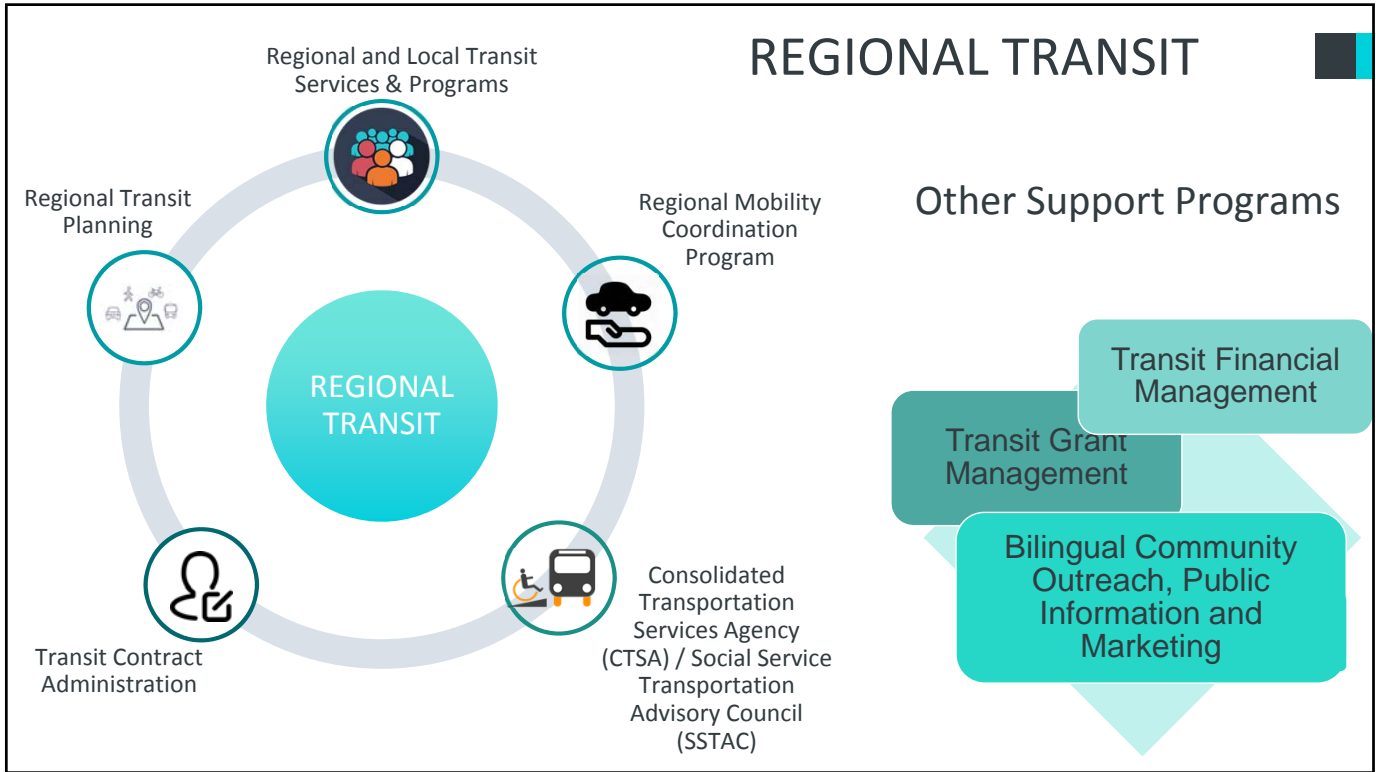 REGIONAL TRANSIT
Regional and Local Transit
Services & Programs
Regional Mobility
Coordination
Program
Consolidated
Transportation
Services Agency
(CTSA) / Social Service
Transportation
Advisory Council
(SSTAC)
Transit Contract
Administration
Regional Transit
Planning
REGIONAL
TRANSIT
Other Support Programs
Transit Financial
Management
Transit Grant
Management
Bilingual Community
Outreach, Public
Information and
Marketing